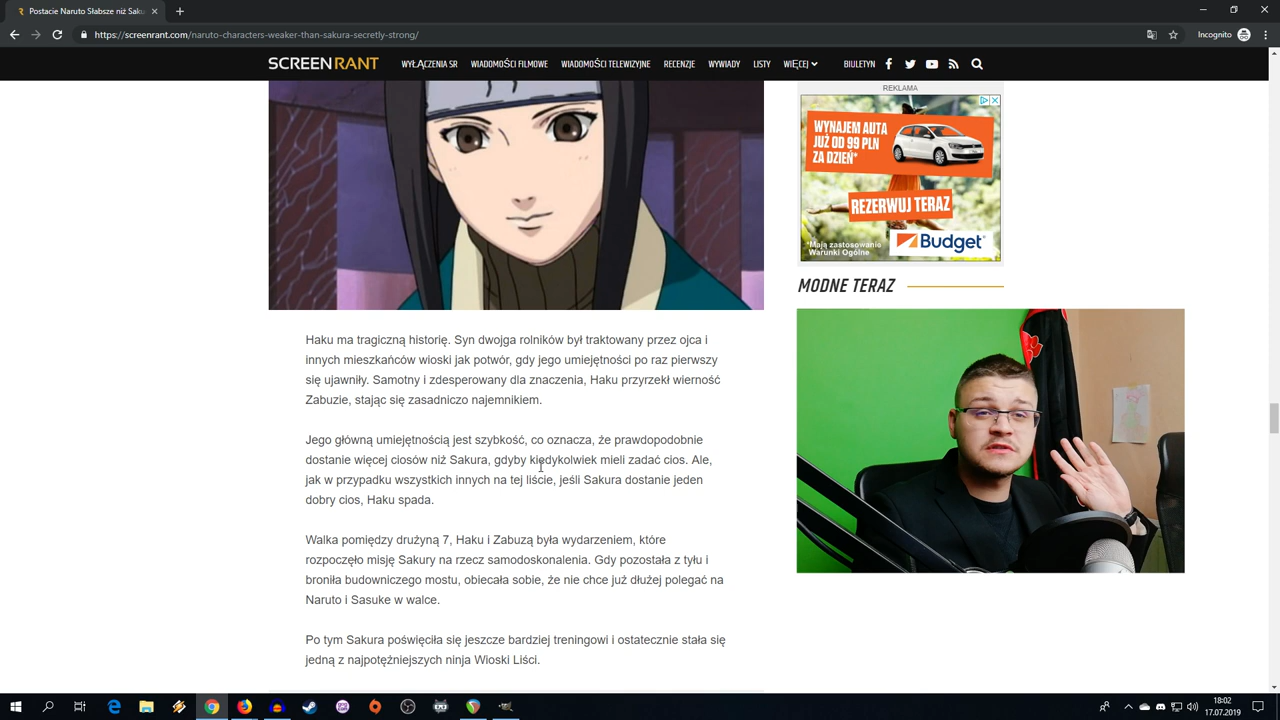 Postacie Naruto Słabsze niż Saku
https://screenrant.com/naruto-characters-weaker-than-sakura-secretly-strong/
Incognito
SCREENRANT
WYŁĄCZENIA SR
WIADOMOŚCI FILMOWE
WIADOMOŚCI TELEWIZYJNE
RECENZJE
WYWIADY
LISTY
WIĘCEJ
BIULETYN
REKLAMA
WYNAJEM AUTA
JUŻ OD 99 PLN
ZA DZIEŃ*
REZERWUJ TERAZ
*Mają zastosowanie
Warunki Ogólne
Budget
MODNE TERAZ
Haku ma tragiczną historię. Syn dwojga rolników był traktowany przez ojca i
innych mieszkańców wioski jak potwór, gdy jego umiejętności po raz pierwszy
się ujawniły. Samotny i zdesperowany dla znaczenia, Haku przyrzekł wierność
Zabuzie, stając się zasadniczo najemnikiem.
Jego główną umiejętnością jest szybkość, co oznacza, że prawdopodobnie
dostanie więcej ciosów niż Sakura, gdyby kiedykolwiek mieli zadać cios. Ale,
jak w przypadku wszystkich innych na tej liście, jeśli Sakura dostanie jeden
dobry cios, Haku spada.
Walka pomiędzy drużyną 7, Haku i Zabuzą była wydarzeniem, które
rozpoczęło misję Sakury na rzecz samodoskonalenia. Gdy pozostała z tyłu i
broniła budowniczego mostu, obiecała sobie, że nie chce już dłużej polegać na
Naruto i Sasuke w walce.
Po tym Sakura poświęciła się jeszcze bardziej treningowi i ostatecznie stała się
jedną z najpotężniejszych ninja Wioski Liści.
18:02
17.07.2019